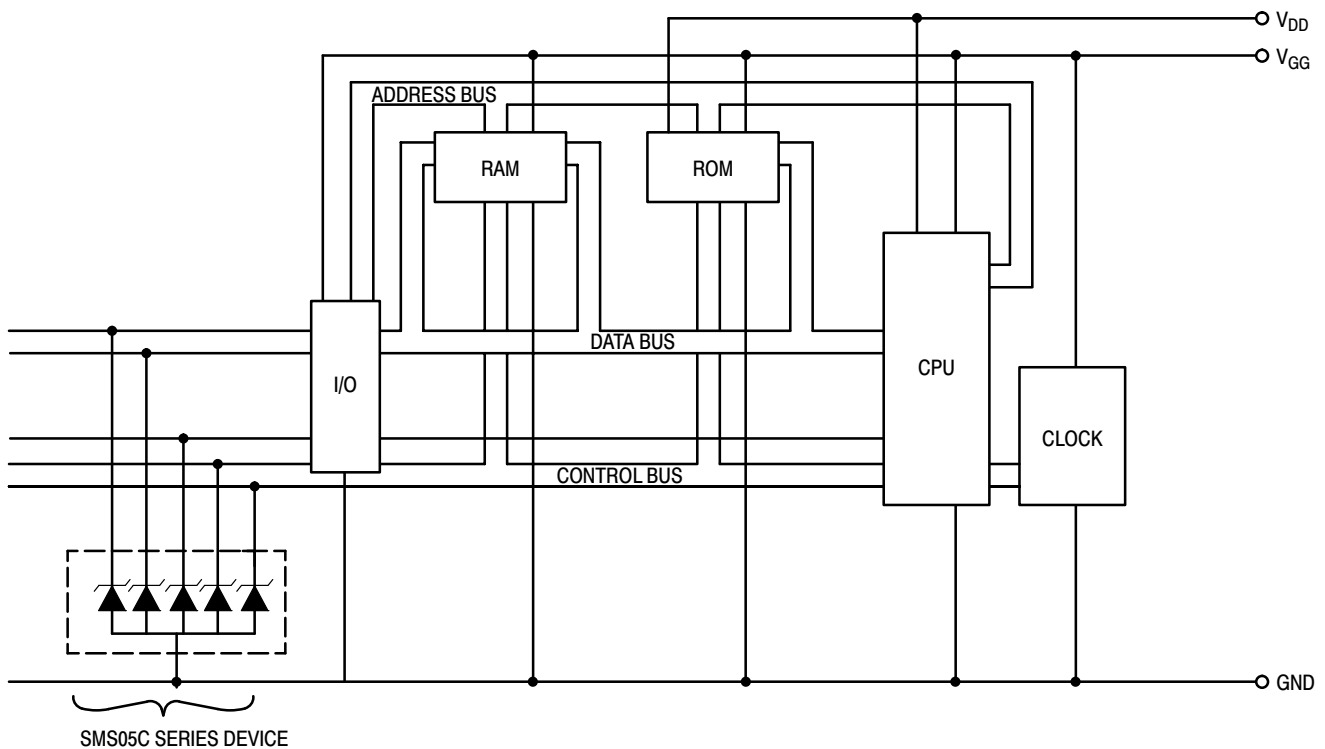 VDD
VGG
ADDRESS BUS
RAM
ROM
DATA BUS
I/O
CPU
CLOCK
CONTROL BUS
GND
SMS05C SERIES DEVICE